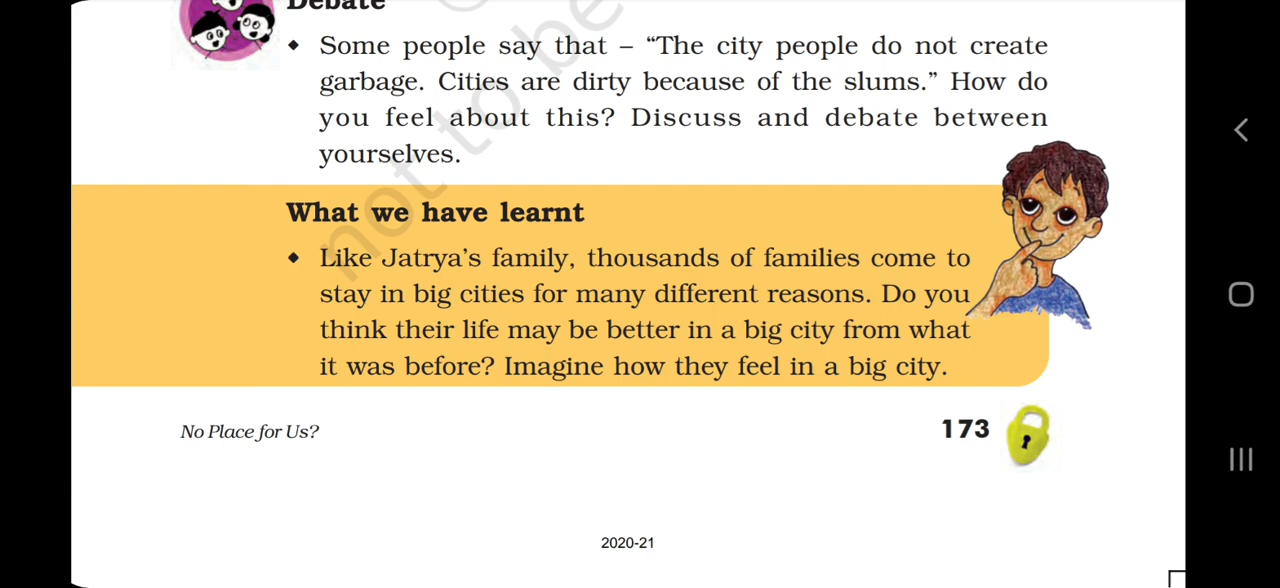 Debate
◆ Some people say that – “The city people do not create
garbage. Cities are dirty because of the slums.” How do
you feel about this? Discuss and debate between
yourselves.
What we have learnt
◆ Like Jatrya’s family, thousands of families come to
stay in big cities for many different reasons. Do you
think their life may be better in a big city from what
it was before? Imagine how they feel in a big city.
No Place for Us?
173
2020-21
not to be